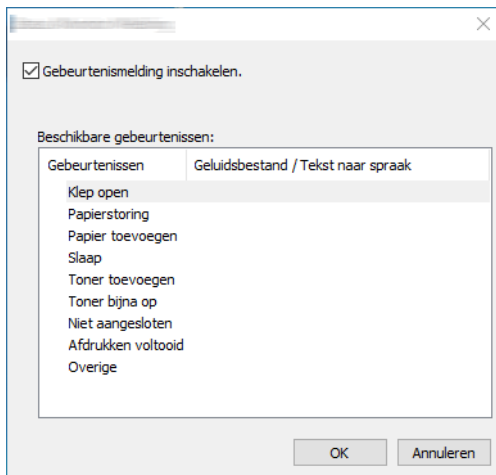 Gebeurtenismelding inschakelen.
Beschikbare gebeurtenissen:
Gebeurtenissen Geluidsbestand / Tekst naar spraak
Klep open
Papierstoring
Papier toevoegen
Slaap
Toner toevoegen
Toner bijna op
Niet aangesloten
Afdrukken voltooid
Overige
OK Annuleren